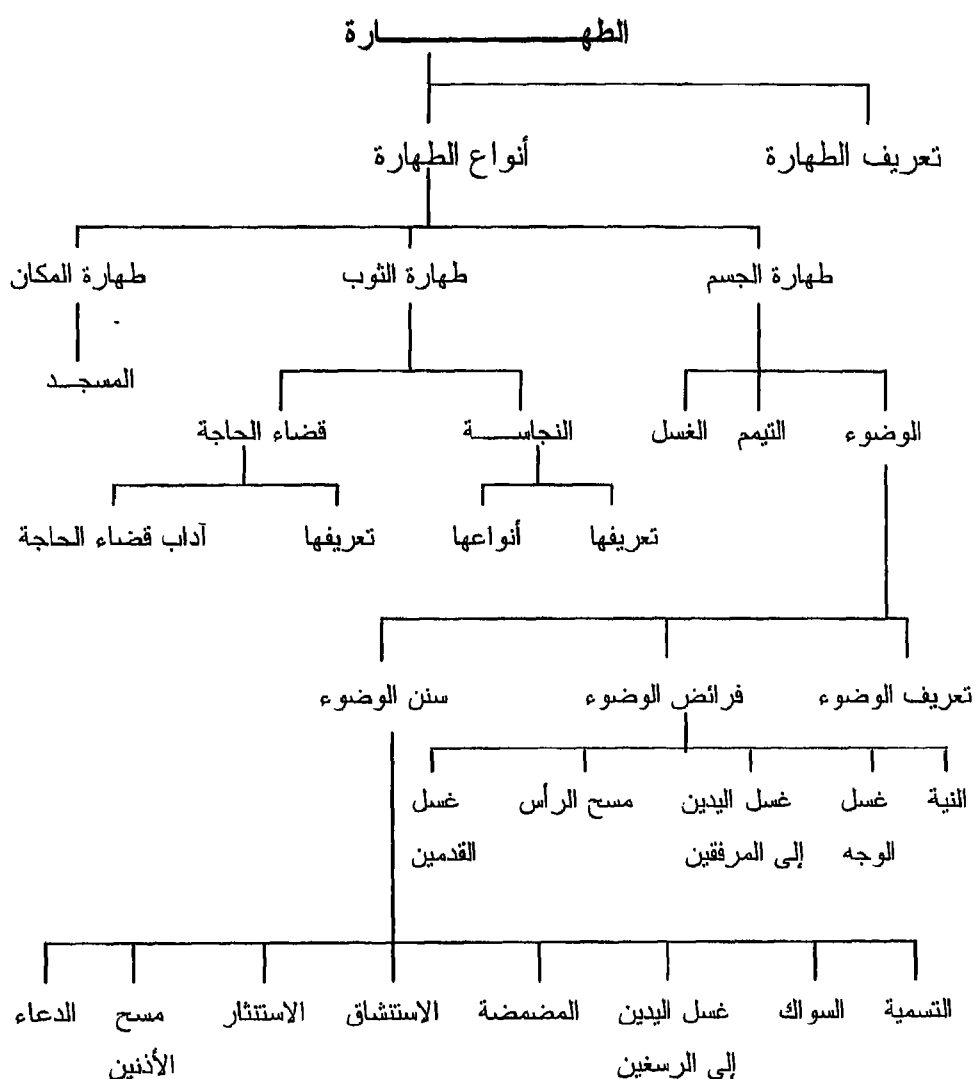 الطهـــــــــارة
تعريف الطهارة
أنواع الطهارة
طهارة الجسم
طهارة الثوب
طهارة المكان
المسجــد
الوضوء
التيمم
الغسل
النجاســــة
قضاء الحاجة
تعريفها
أنواعها
تعريفها
آداب قضاء الحاجة
تعريف الوضوء
فرائض الوضوء
سنن الوضوء
النية
غسل
الوجه
غسل اليدين
إلى المرفقين
مسح الرأس
غسل
القدمين
التسمية
السواك
غسل اليدين
إلى الرسغين
المضمضة
الاستنشاق
الاستنثار
مسح
الأذنين
الدعاء